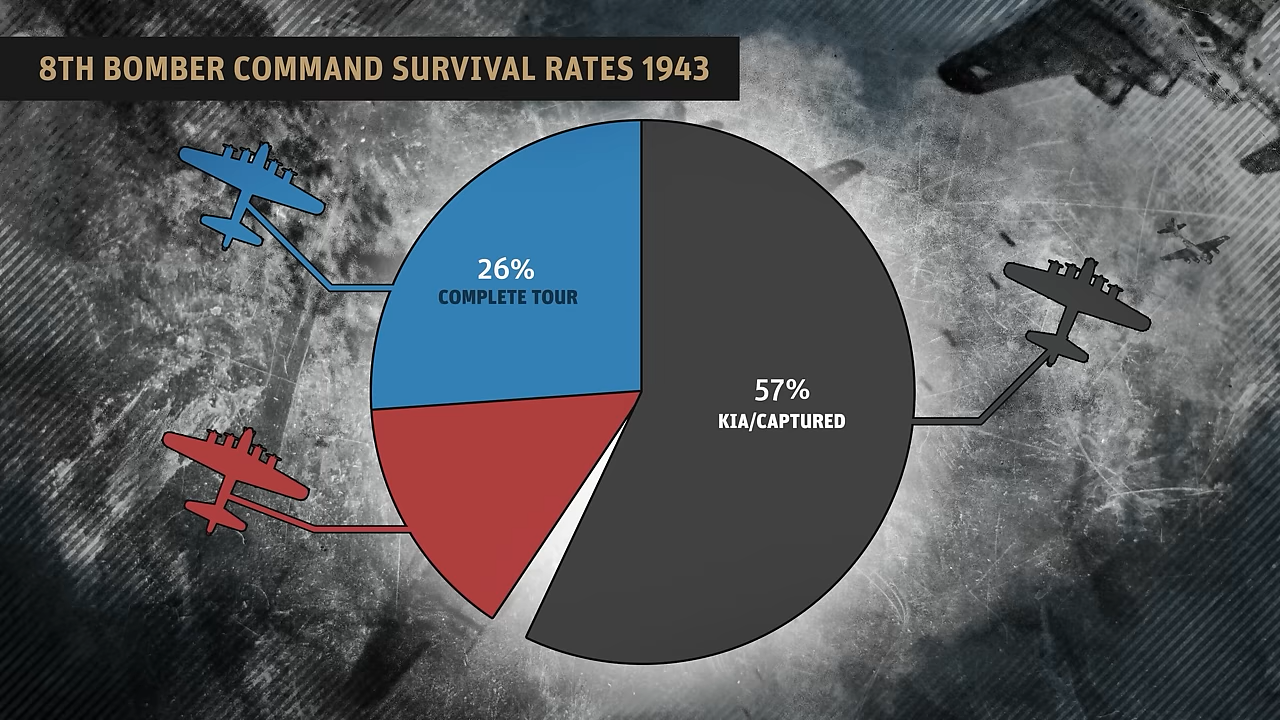 8TH BOMBER COMMAND SURVIVAL RATES 1943
26%
COMPLETE TOUR
57%
KIA/CAPTURED